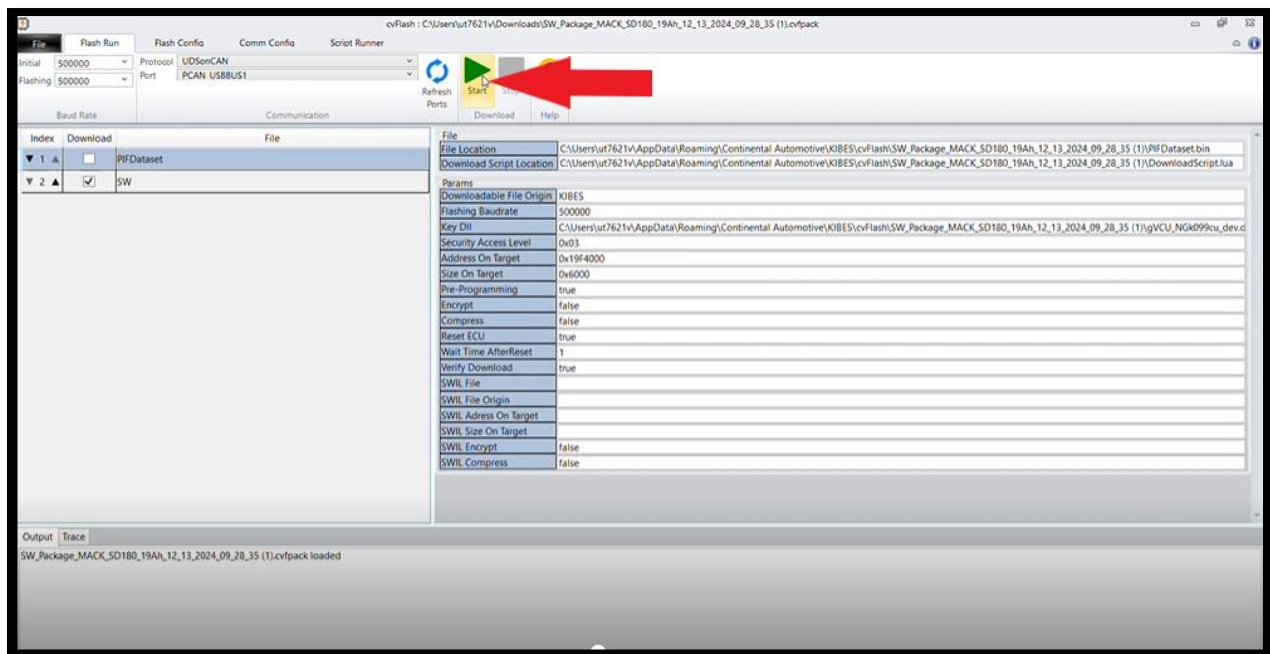 cvFlash : C:\Users\ut7621v\Downloads\SW_Package_MACK_SD180_19Ah_12_13_2024_09_28_35 (1).cvfpack
File Flash Run Flash Config Comm Config Script Runner
Initial 500000 Protocol UDSonCAN
Flashing 500000 Port PCAN_USBBUS1
Refresh Ports Start
Baud Rate Communication Download Help
Index Download File
1 PIFDataset
2 SW
File
File Location C:\Users\ut7621v\AppData\Roaming\Continental Automotive\KIBES\cvFlash\SW_Package_MACK_SD180_19Ah_12_13_2024_09_28_35 (1)\PIFDataset.bin
Download Script Location C:\Users\ut7621v\AppData\Roaming\Continental Automotive\KIBES\cvFlash\SW_Package_MACK_SD180_19Ah_12_13_2024_09_28_35 (1)\DownloadScript.lua
Params
Downloadable File Origin KIBES
Flashing Baudrate 500000
Key Dll C:\Users\ut7621v\AppData\Roaming\Continental Automotive\KIBES\cvFlash\SW_Package_MACK_SD180_19Ah_12_13_2024_09_28_35 (1)\gVCU_NGk099cu_dev.d
Security Access Level 0x03
Address On Target 0x19F4000
Size On Target 0x6000
Pre-Programming true
Encrypt false
Compress false
Reset ECU true
Wait Time AfterReset 1
Verify Download true
SWIL File
SWIL File Origin
SWIL Adress On Target
SWIL Size On Target
SWIL Encrypt false
SWIL Compress false
Output Trace
SW_Package_MACK_SD180_19Ah_12_13_2024_09_28_35 (1).cvfpack loaded